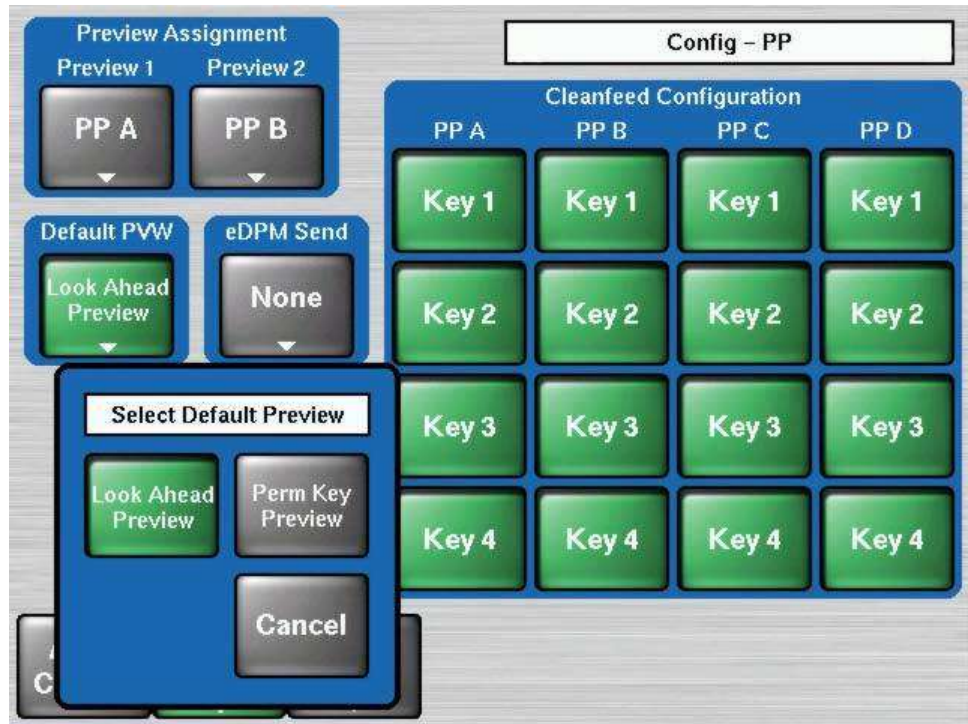 Preview Assignment
Preview 1 Preview 2
PP A PP B
Config – PP
Cleanfeed Configuration
PP A PP B PP C PP D
Key 1 Key 1 Key 1 Key 1
Key 2 Key 2 Key 2 Key 2
Key 3 Key 3 Key 3 Key 3
Key 4 Key 4 Key 4 Key 4
Default PVW
Look Ahead
Preview
eDPM Send
None
Select Default Preview
Look Ahead
Preview
Perm Key
Preview
Cancel